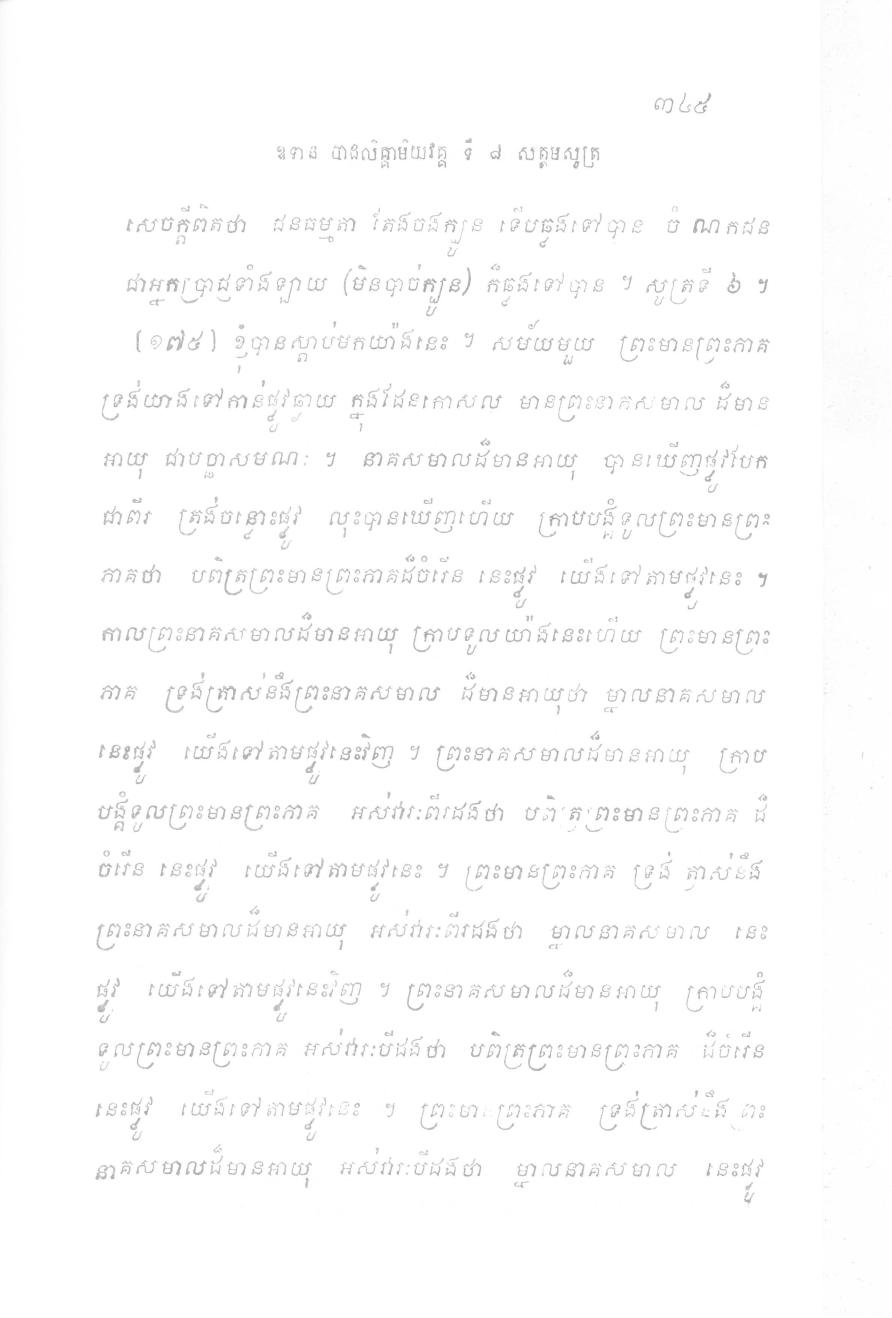 ៣៤៥
ឧទាន បាដលិគ្គាមិយវគ្គ ទី ៨ សត្តមសូត្រ
សេចក្តីពិតថា ជនធម្មតា តែងចងក្បូន ទើបឆ្លងទៅបាន ចំ ណកជន
ជាអ្នកប្រាជ្ញទាំងឡាយ (មិនបាច់ក្បូន) ក៏ឆ្លងទៅបាន ។ សូត្រទី ៦ ។
(១៧៥) ខ្ញុំបានស្តាប់មកយ៉ាងនេះ ។ សម័យមួយ ព្រះមានព្រះភាគ
ទ្រង់យាងទៅកាន់ផ្លូវឆ្ងាយ ក្នុងដែនកោសល មានព្រះនាគសមាល ដ៏មាន
អាយុ ជាបច្ឆាសមណៈ ។ នាគសមាលដ៏មានអាយុ បានឃើញផ្លូវបែក
ជាពីរ ត្រង់ចន្លោះផ្លូវ លុះបានឃើញហើយ ក្រាបបង្គំទូលព្រះមានព្រះ
ភាគថា បពិត្រព្រះមានព្រះភាគដ៏ចំរើន នេះផ្លូវ យើងទៅតាមផ្លូវនេះ ។
កាលព្រះនាគសមាលដ៏មានអាយុ ក្រាបទូលយ៉ាងនេះហើយ ព្រះមានព្រះ
ភាគ ទ្រង់ត្រាស់នឹងព្រះនាគសមាល ដ៏មានអាយុថា ម្នាលនាគសមាល
នេះផ្លូវ យើងទៅតាមផ្លូវនេះវិញ ។ ព្រះនាគសមាលដ៏មានអាយុ ក្រាប
បង្គំទូលព្រះមានព្រះភាគ អស់វារៈពីរដងថា បពិត្រព្រះមានព្រះភាគ ដ៏
ចំរើន នេះផ្លូវ យើងទៅតាមផ្លូវនេះ ។ ព្រះមានព្រះភាគ ទ្រង់ ត្រាស់នឹង
ព្រះនាគសមាលដ៏មានអាយុ អស់វារៈពីរដងថា ម្នាលនាគសមាល នេះ
ផ្លូវ យើងទៅតាមផ្លូវនេះវិញ ។ ព្រះនាគសមាលដ៏មានអាយុ ក្រាបបង្គំ
ទូលព្រះមានព្រះភាគ អស់វារៈបីដងថា បពិត្រព្រះមានព្រះភាគ ដ៏ចំរើន
នេះផ្លូវ យើងទៅតាមផ្លូវនេះ ។ ព្រះមានព្រះភាគ ទ្រង់ត្រាស់នឹងព្រះ
នាគសមាលដ៏មានអាយុ អស់វារៈបីដងថា ម្នាលនាគសមាល នេះផ្លូវ